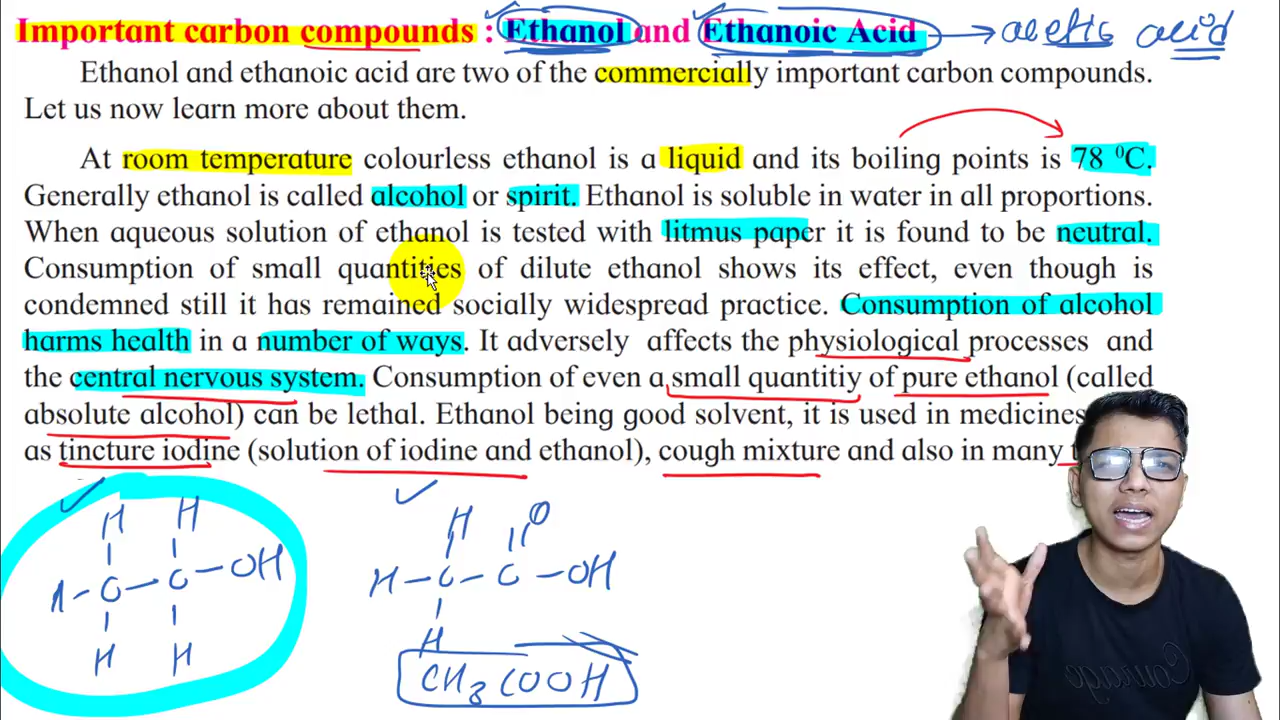 Important carbon compounds : Ethanol and Ethanoic Acid → acetic acid
Ethanol and ethanoic acid are two of the commercially important carbon compounds.
Let us now learn more about them.
At room temperature colourless ethanol is a liquid and its boiling points is 78 ⁰C.
Generally ethanol is called alcohol or spirit. Ethanol is soluble in water in all proportions.
When aqueous solution of ethanol is tested with litmus paper it is found to be neutral.
Consumption of small quantities of dilute ethanol shows its effect, even though is
condemned still it has remained socially widespread practice. Consumption of alcohol
harms health in a number of ways. It adversely affects the physiological processes and
the central nervous system. Consumption of even a small quantitiy of pure ethanol (called
absolute alcohol) can be lethal. Ethanol being good solvent, it is used in medicines
as tincture iodine (solution of iodine and ethanol), cough mixture and also in many
H H
H - C - C - OH
H H
H O
H - C - C - OH
H
CH3COOH
Courage